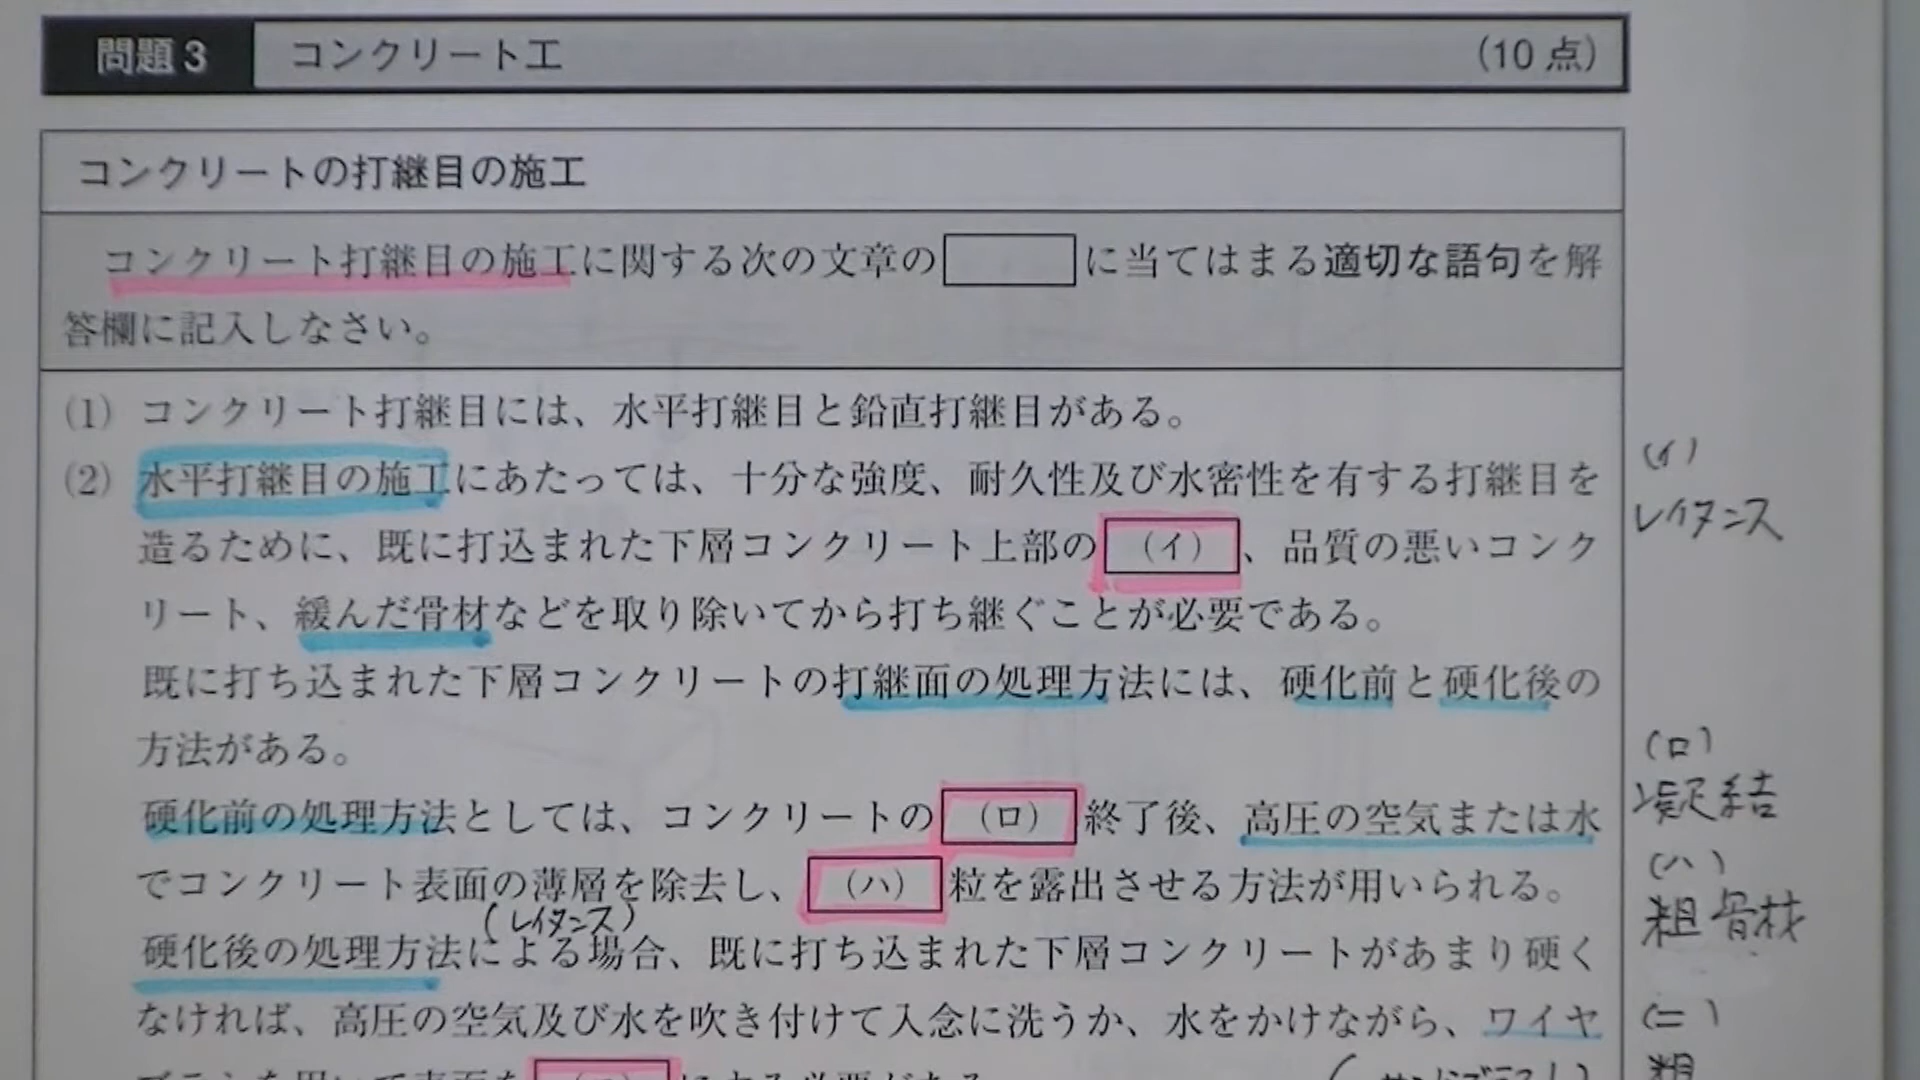 問題3 コンクリート工 (10点)
コンクリートの打継目の施工
コンクリート打継目の施工に関する次の文章の に当てはまる適切な語句を解
答欄に記入しなさい。
(1) コンクリート打継目には、水平打継目と鉛直打継目がある。
(2) 水平打継目の施工にあたっては、十分な強度、耐久性及び水密性を有する打継目を
造るために、既に打込まれた下層コンクリート上部の(イ)、品質の悪いコンク
リート、緩んだ骨材などを取り除いてから打ち継ぐことが必要である。
既に打ち込まれた下層コンクリートの打継面の処理方法には、硬化前と硬化後の
方法がある。
硬化前の処理方法としては、コンクリートの(ロ)終了後、高圧の空気または水
でコンクリート表面の薄層を除去し、(ハ)粒を露出させる方法が用いられる。
(レイタンス)
硬化後の処理方法による場合、既に打ち込まれた下層コンクリートがあまり硬く
なければ、高圧の空気及び水を吹き付けて入念に洗うか、水をかけながら、ワイヤ
(イ)
レイタンス
(ロ)
凝結
(ハ)
粗骨材
(ニ)
粗